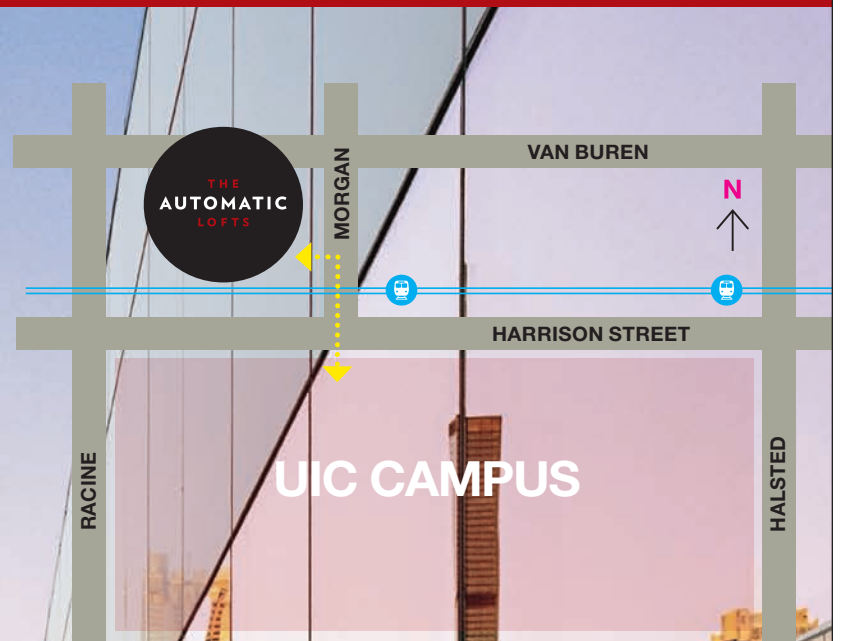 VAN BUREN
MORGAN
THE
AUTOMATIC
LOFTS
N
HARRISON STREET
UIC CAMPUS
RACINE
HALSTED